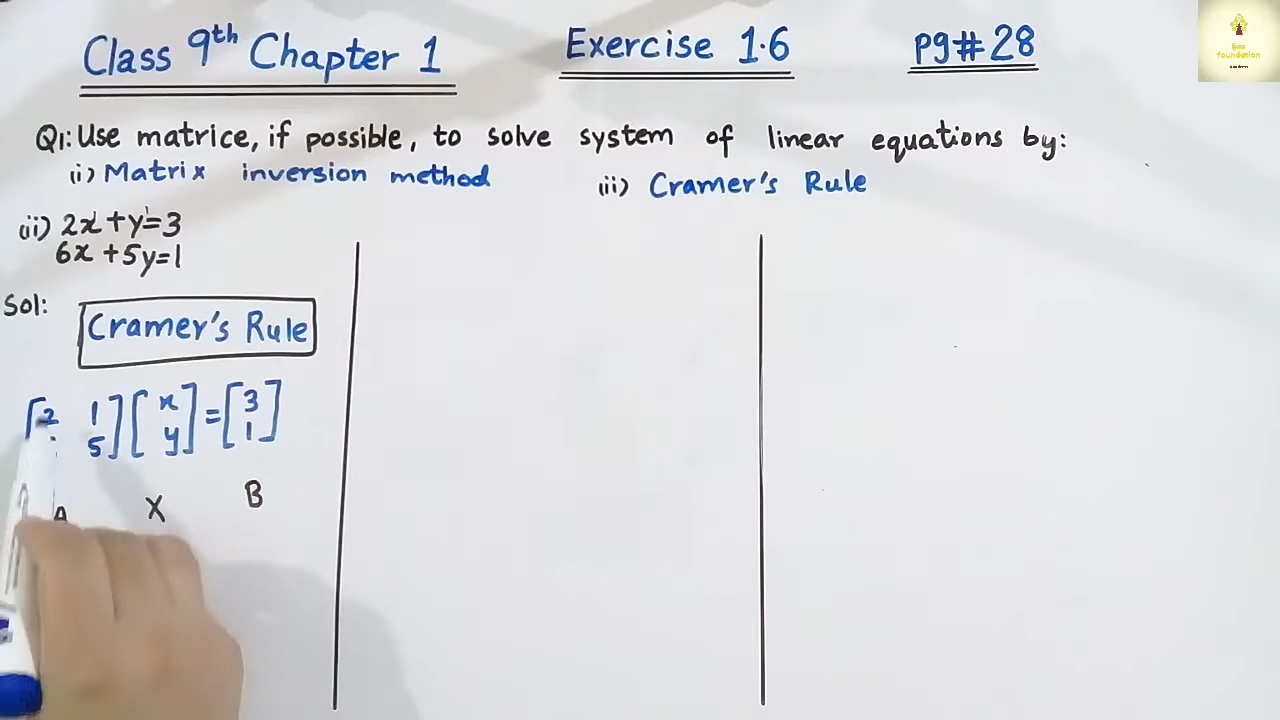 Class 9th Chapter 1 Exercise 1.6 Pg# 28
foundation
Q1: Use matrice, if possible, to solve system of linear equations by:
(i) Matrix inversion method (ii) Cramer's Rule
(ii) 2x + y = 3
6x + 5y = 1
Sol:
Cramer's Rule
[2 1] [x] = [3]
5] [y] [1]
A X B